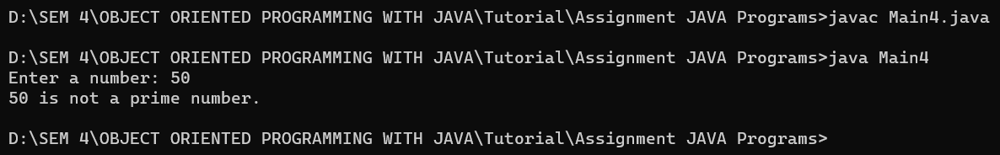 D:\SEM 4\OBJECT ORIENTED PROGRAMMING WITH JAVA\Tutorial\Assignment JAVA Programs>javac Main4.java
D:\SEM 4\OBJECT ORIENTED PROGRAMMING WITH JAVA\Tutorial\Assignment JAVA Programs>java Main4
Enter a number: 50
50 is not a prime number.
D:\SEM 4\OBJECT ORIENTED PROGRAMMING WITH JAVA\Tutorial\Assignment JAVA Programs>